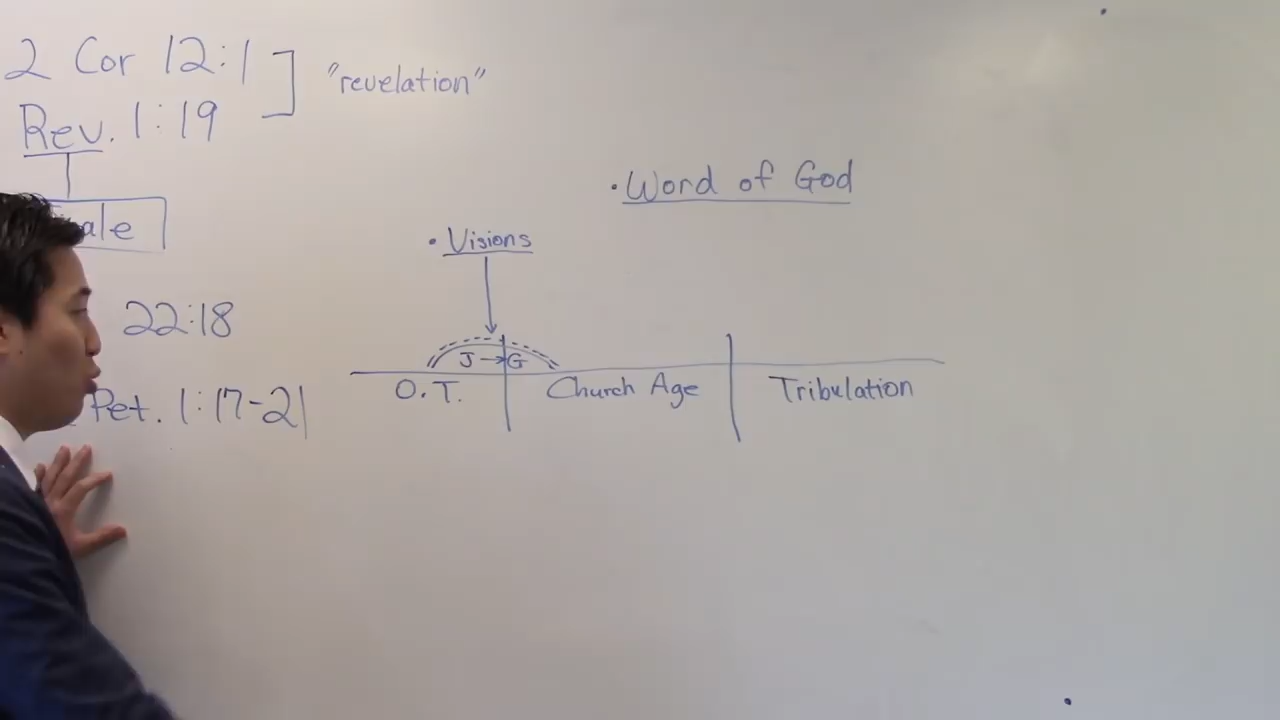 2 Cor 12:1
Rev. 1:19
"revelation"
22:18
Pet. 1:17-21
• Word of God
• Visions
J→G
O.T.
Church Age
Tribulation